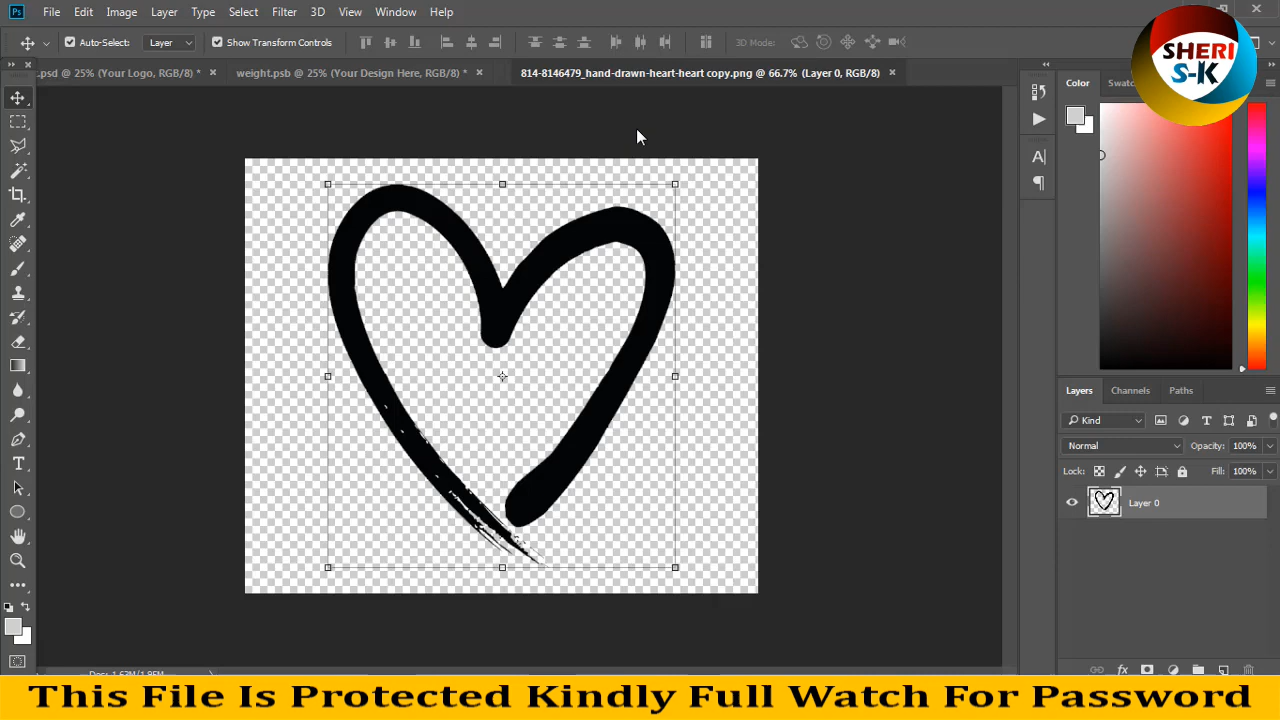 Ps File Edit Image Layer Type Select Filter 3D View Window Help
Auto-Select: Layer Show Transform Controls 3D Mode:
.psd @ 25% (Your Logo, RGB/8) * × weight.psb @ 25% (Your Design Here, RGB/8) * × 814-8146479_hand-drawn-heart-heart copy.png @ 66.7% (Layer 0, RGB/8) ×
SHERI
S-K
Color
Layers Channels Paths
Kind
Normal Opacity: 100%
Lock: Fill: 100%
Layer 0
This File Is Protected Kindly Full Watch For Password